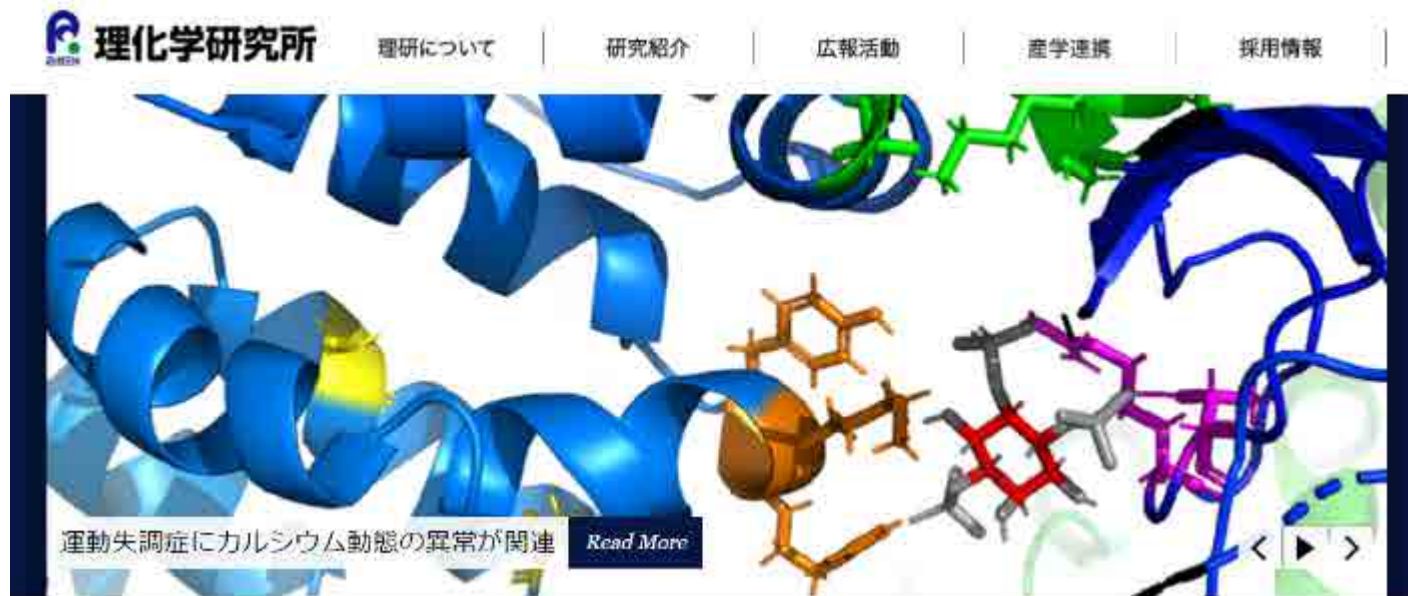 理化学研究所
理研について
研究紹介
広報活動
産学連携
採用情報
運動失調症にカルシウム動態の異常が関連
Read More